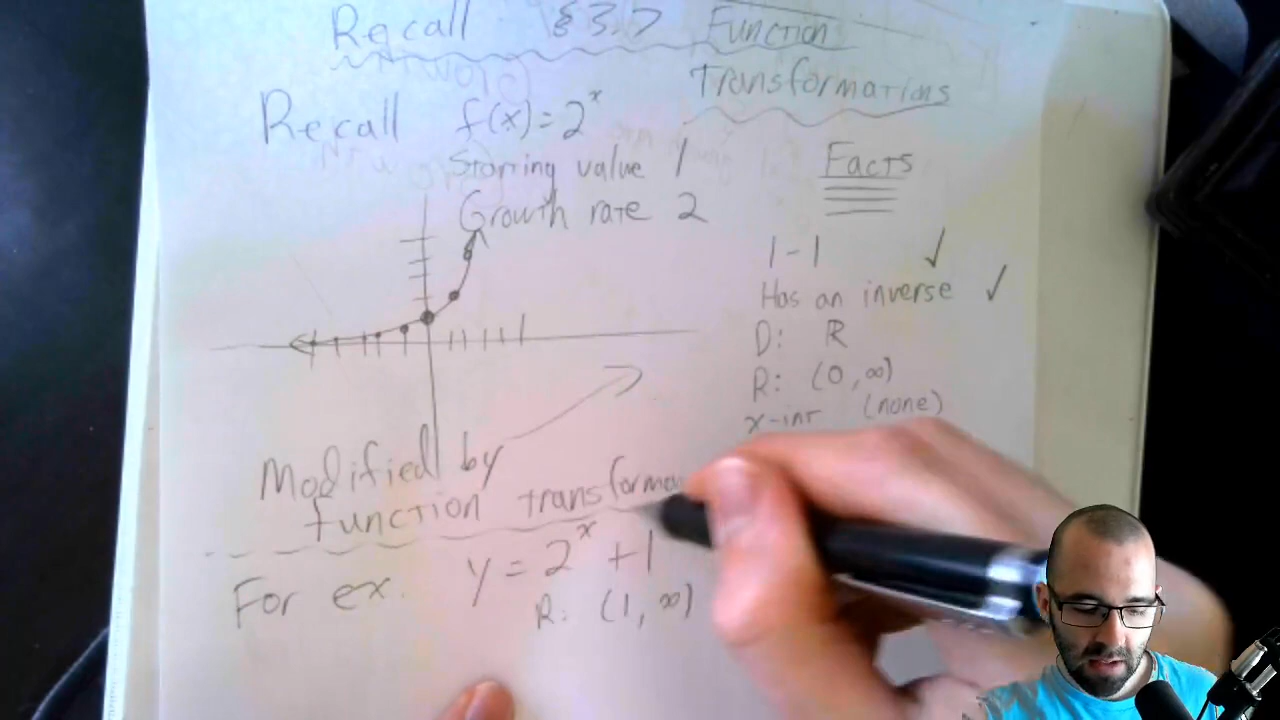 Recall § 3.7 Function
Transformations
Recall f(x) = 2^x
Starting value 1
Growth rate 2
Facts
1-1 ✓
Has an inverse ✓
D: R
R: (0, ∞)
x-int (none)
Modified by
function
For ex. y = 2^x + 1
R: (1, ∞)